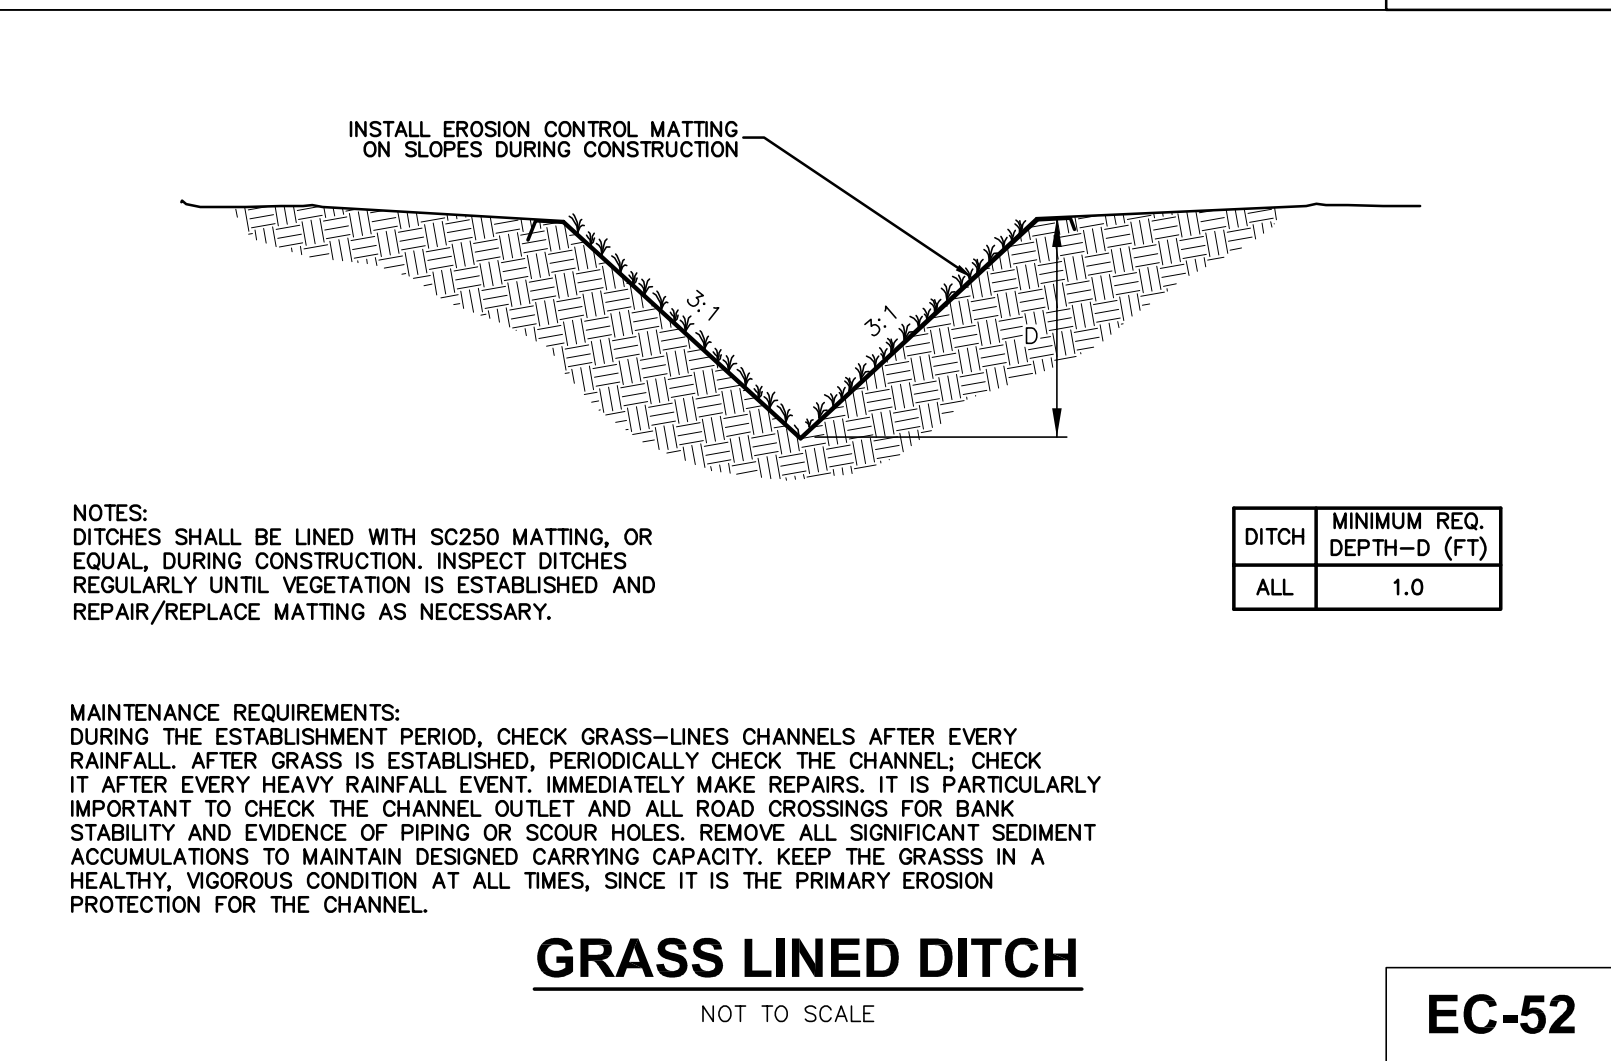 INSTALL EROSION CONTROL MATTING
ON SLOPES DURING CONSTRUCTION
3:1
3:1
D
NOTES:
DITCHES SHALL BE LINED WITH SC250 MATTING, OR
EQUAL, DURING CONSTRUCTION. INSPECT DITCHES
REGULARLY UNTIL VEGETATION IS ESTABLISHED AND
REPAIR/REPLACE MATTING AS NECESSARY.
DITCH
MINIMUM REQ.
DEPTH-D (FT)
ALL
1.0
MAINTENANCE REQUIREMENTS:
DURING THE ESTABLISHMENT PERIOD, CHECK GRASS-LINES CHANNELS AFTER EVERY
RAINFALL. AFTER GRASS IS ESTABLISHED, PERIODICALLY CHECK THE CHANNEL; CHECK
IT AFTER EVERY HEAVY RAINFALL EVENT. IMMEDIATELY MAKE REPAIRS. IT IS PARTICULARLY
IMPORTANT TO CHECK THE CHANNEL OUTLET AND ALL ROAD CROSSINGS FOR BANK
STABILITY AND EVIDENCE OF PIPING OR SCOUR HOLES. REMOVE ALL SIGNIFICANT SEDIMENT
ACCUMULATIONS TO MAINTAIN DESIGNED CARRYING CAPACITY. KEEP THE GRASSS IN A
HEALTHY, VIGOROUS CONDITION AT ALL TIMES, SINCE IT IS THE PRIMARY EROSION
PROTECTION FOR THE CHANNEL.
GRASS LINED DITCH
NOT TO SCALE
EC-52